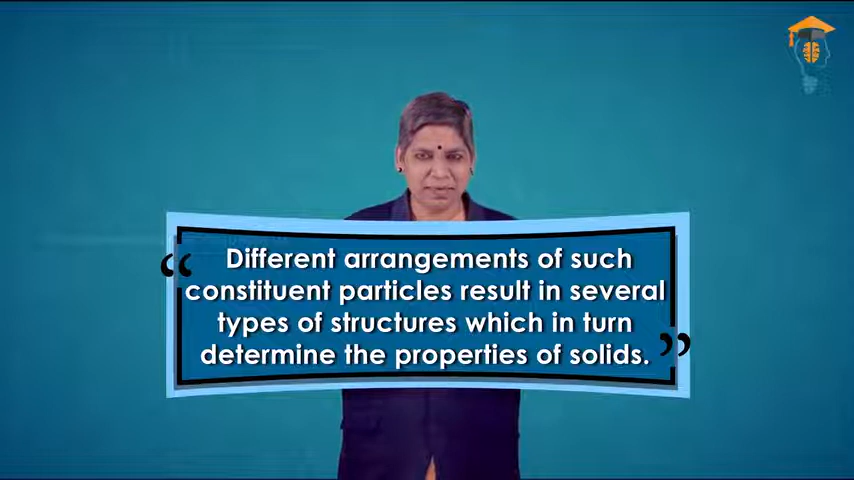 “ Different arrangements of such
constituent particles result in several
types of structures which in turn
determine the properties of solids. ”